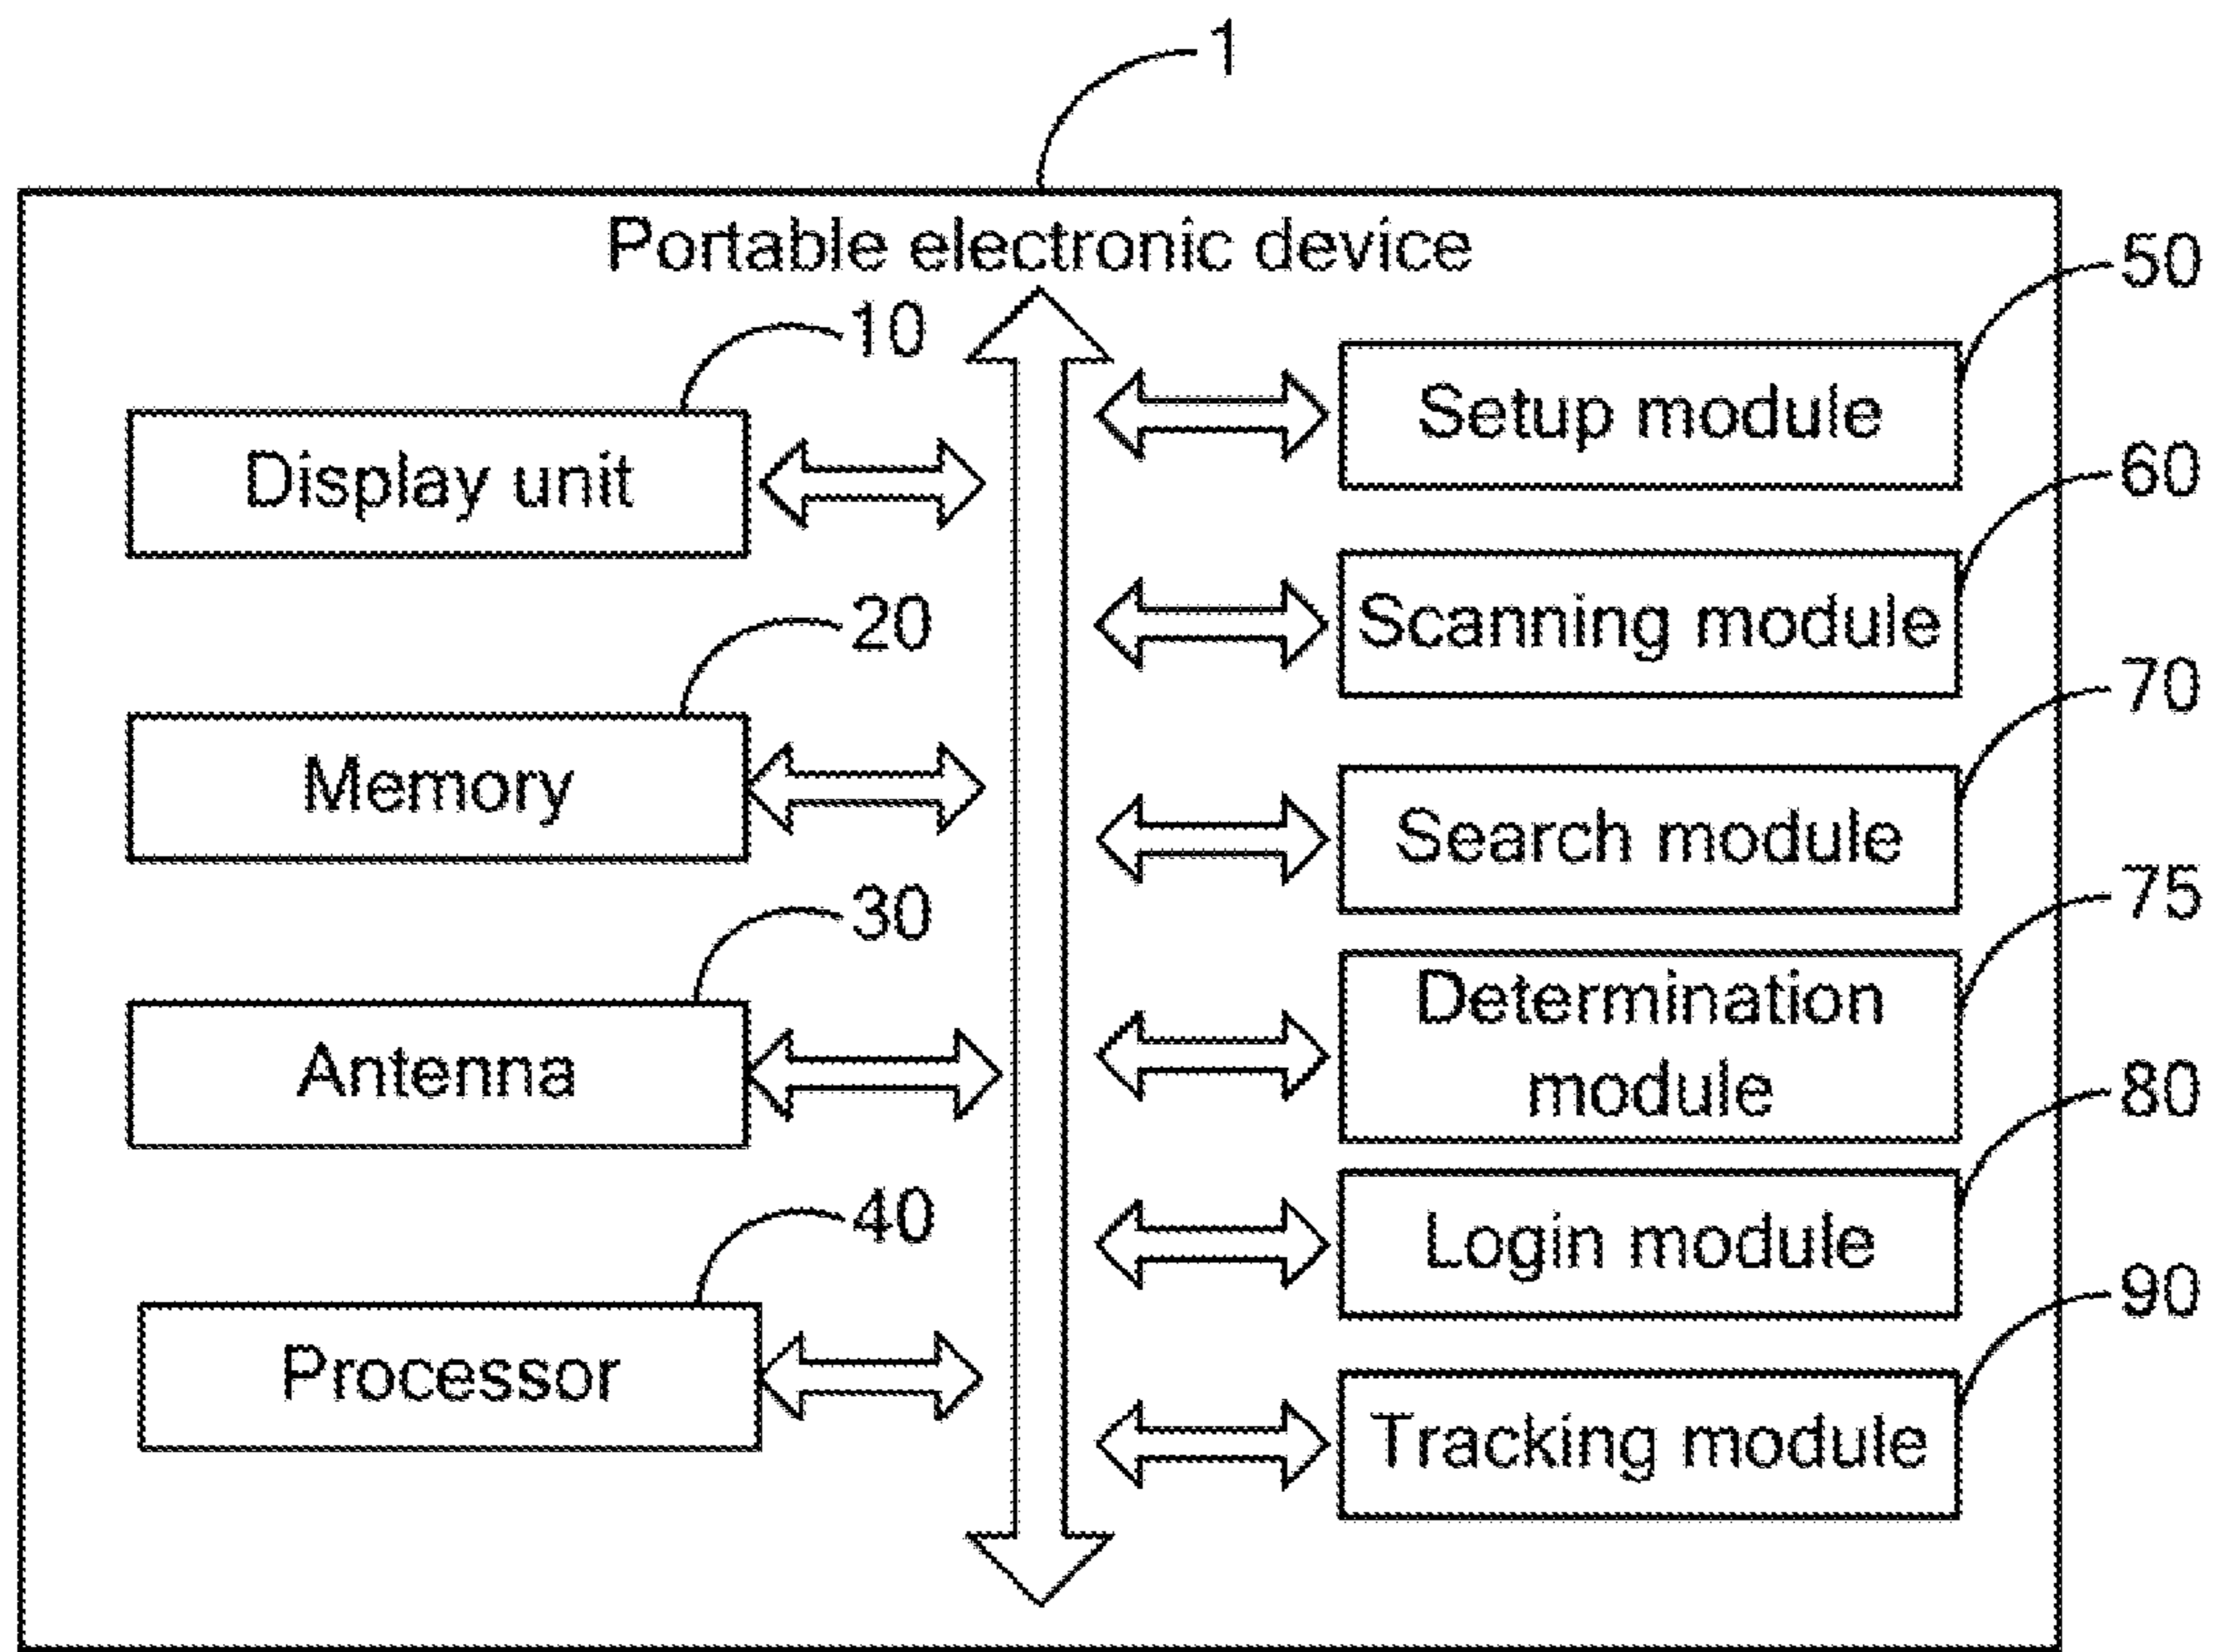 1
Portable electronic device
10
Display unit
20
Memory
30
Antenna
40
Processor
50
Setup module
60
Scanning module
70
Search module
75
Determination
module
80
Login module
90
Tracking module